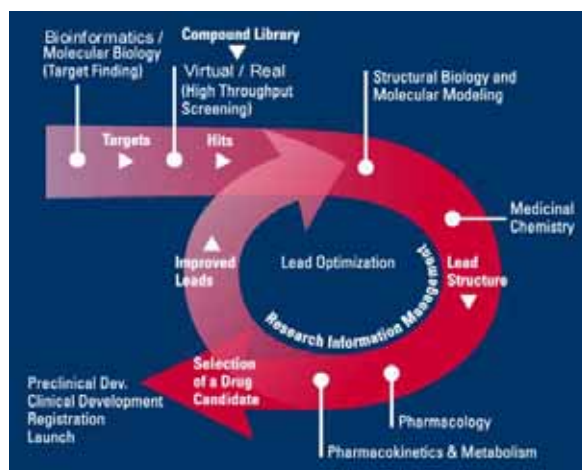 Bioinformatics /
Molecular Biology
(Target Finding)
Compound Library
Virtual / Real
(High Throughput
Screening)
Structural Biology and
Molecular Modeling
Targets
Hits
Medicinal
Chemistry
Improved
Leads
Lead Optimization
Lead
Structure
Research Information Management
Selection
of a Drug
Candidate
Preclinical Dev.
Clinical Development
Registration
Launch
Pharmacology
Pharmacokinetics & Metabolism